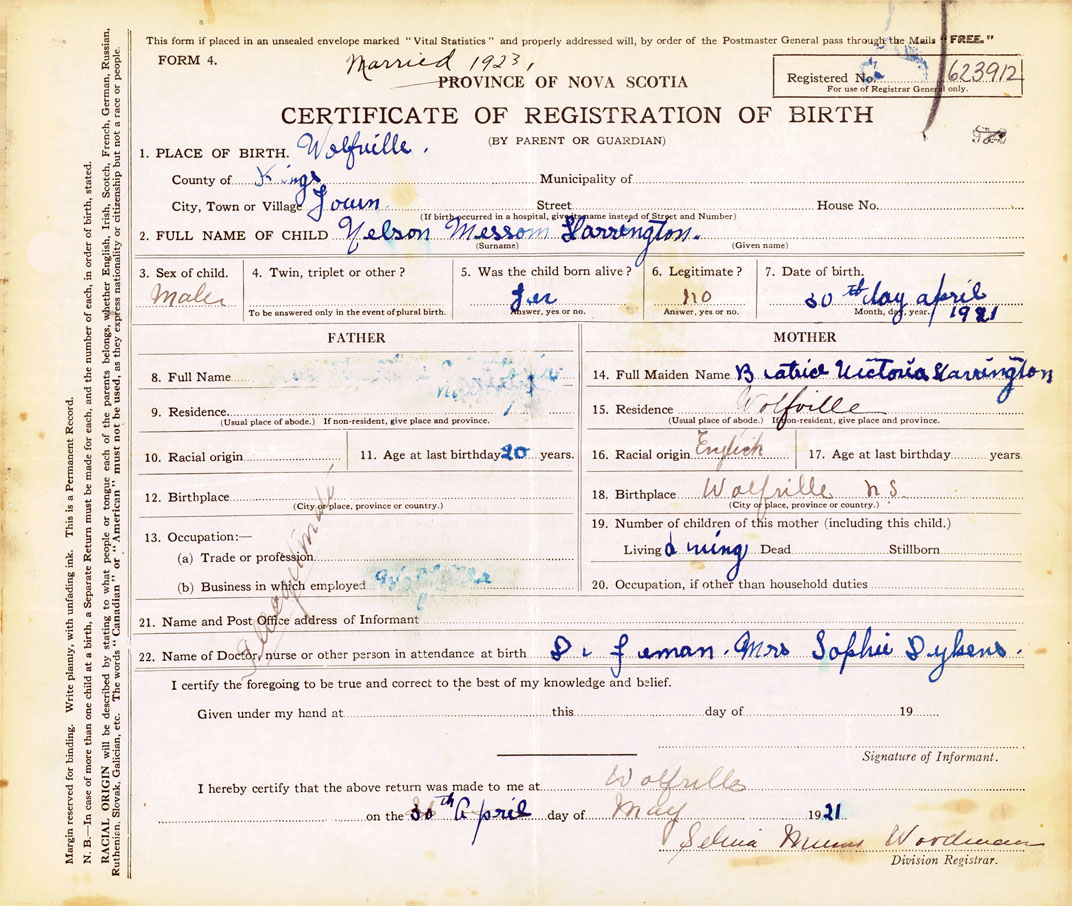 This form if placed in an unsealed envelope marked "Vital Statistics" and properly addressed will, by order of the Postmaster General pass through the Mails "FREE."
FORM 4.
Married 1923,
PROVINCE OF NOVA SCOTIA
Registered No. 623912
For use of Registrar General only.
CERTIFICATE OF REGISTRATION OF BIRTH
(BY PARENT OR GUARDIAN)
1. PLACE OF BIRTH. Wolfville.
County of Kings Municipality of
City, Town or Village Town Street House No.
(If birth occurred in a hospital, give its name instead of Street and Number)
2. FULL NAME OF CHILD Nelson Messom Harrington.
(Surname) (Given name)
3. Sex of child. 4. Twin, triplet or other? 5. Was the child born alive? 6. Legitimate? 7. Date of birth.
Male Yes no 30th day april
To be answered only in the event of plural birth. Answer, yes or no. Answer, yes or no. Month, day, year. 1921
FATHER MOTHER
8. Full Name 14. Full Maiden Name Beatrice Victoria Harrington
9. Residence. 15. Residence Wolfville
(Usual place of abode.) If non-resident, give place and province. (Usual place of abode.) If non-resident, give place and province.
10. Racial origin 11. Age at last birthday 20 years. 16. Racial origin English 17. Age at last birthday years
12. Birthplace 18. Birthplace Wolfville n s.
(City or place, province or country.) (City or place, province or country.)
13. Occupation:— 19. Number of children of this mother (including this child.)
(a) Trade or profession Living Dead Stillborn
(b) Business in which employed 20. Occupation, if other than household duties
21. Name and Post Office address of Informant
Illegitimate
22. Name of Doctor, nurse or other person in attendance at birth Mrs Sophie Dykens.
I certify the foregoing to be true and correct to the best of my knowledge and belief.
Given under my hand at this day of 19
Signature of Informant.
I hereby certify that the above return was made to me at Wolfville
on the 30th April day of May 1921
Woodman
Division Registrar.
Margin reserved for binding. Write plainly, with unfading ink. This is a Permanent Record.
N. B.—In case of more than one child at a birth, a Separate Return must be made for each, and the number of each, in order of birth, stated.
RACIAL ORIGIN will be described by stating to what people or tongue each of the parents belongs, whether English, Irish, Scotch, French, German, Russian,
Ruthenian, Slovak, Galician, etc. The words "Canadian" or "American" must not be used, as they express nationality or citizenship but not a race or people.